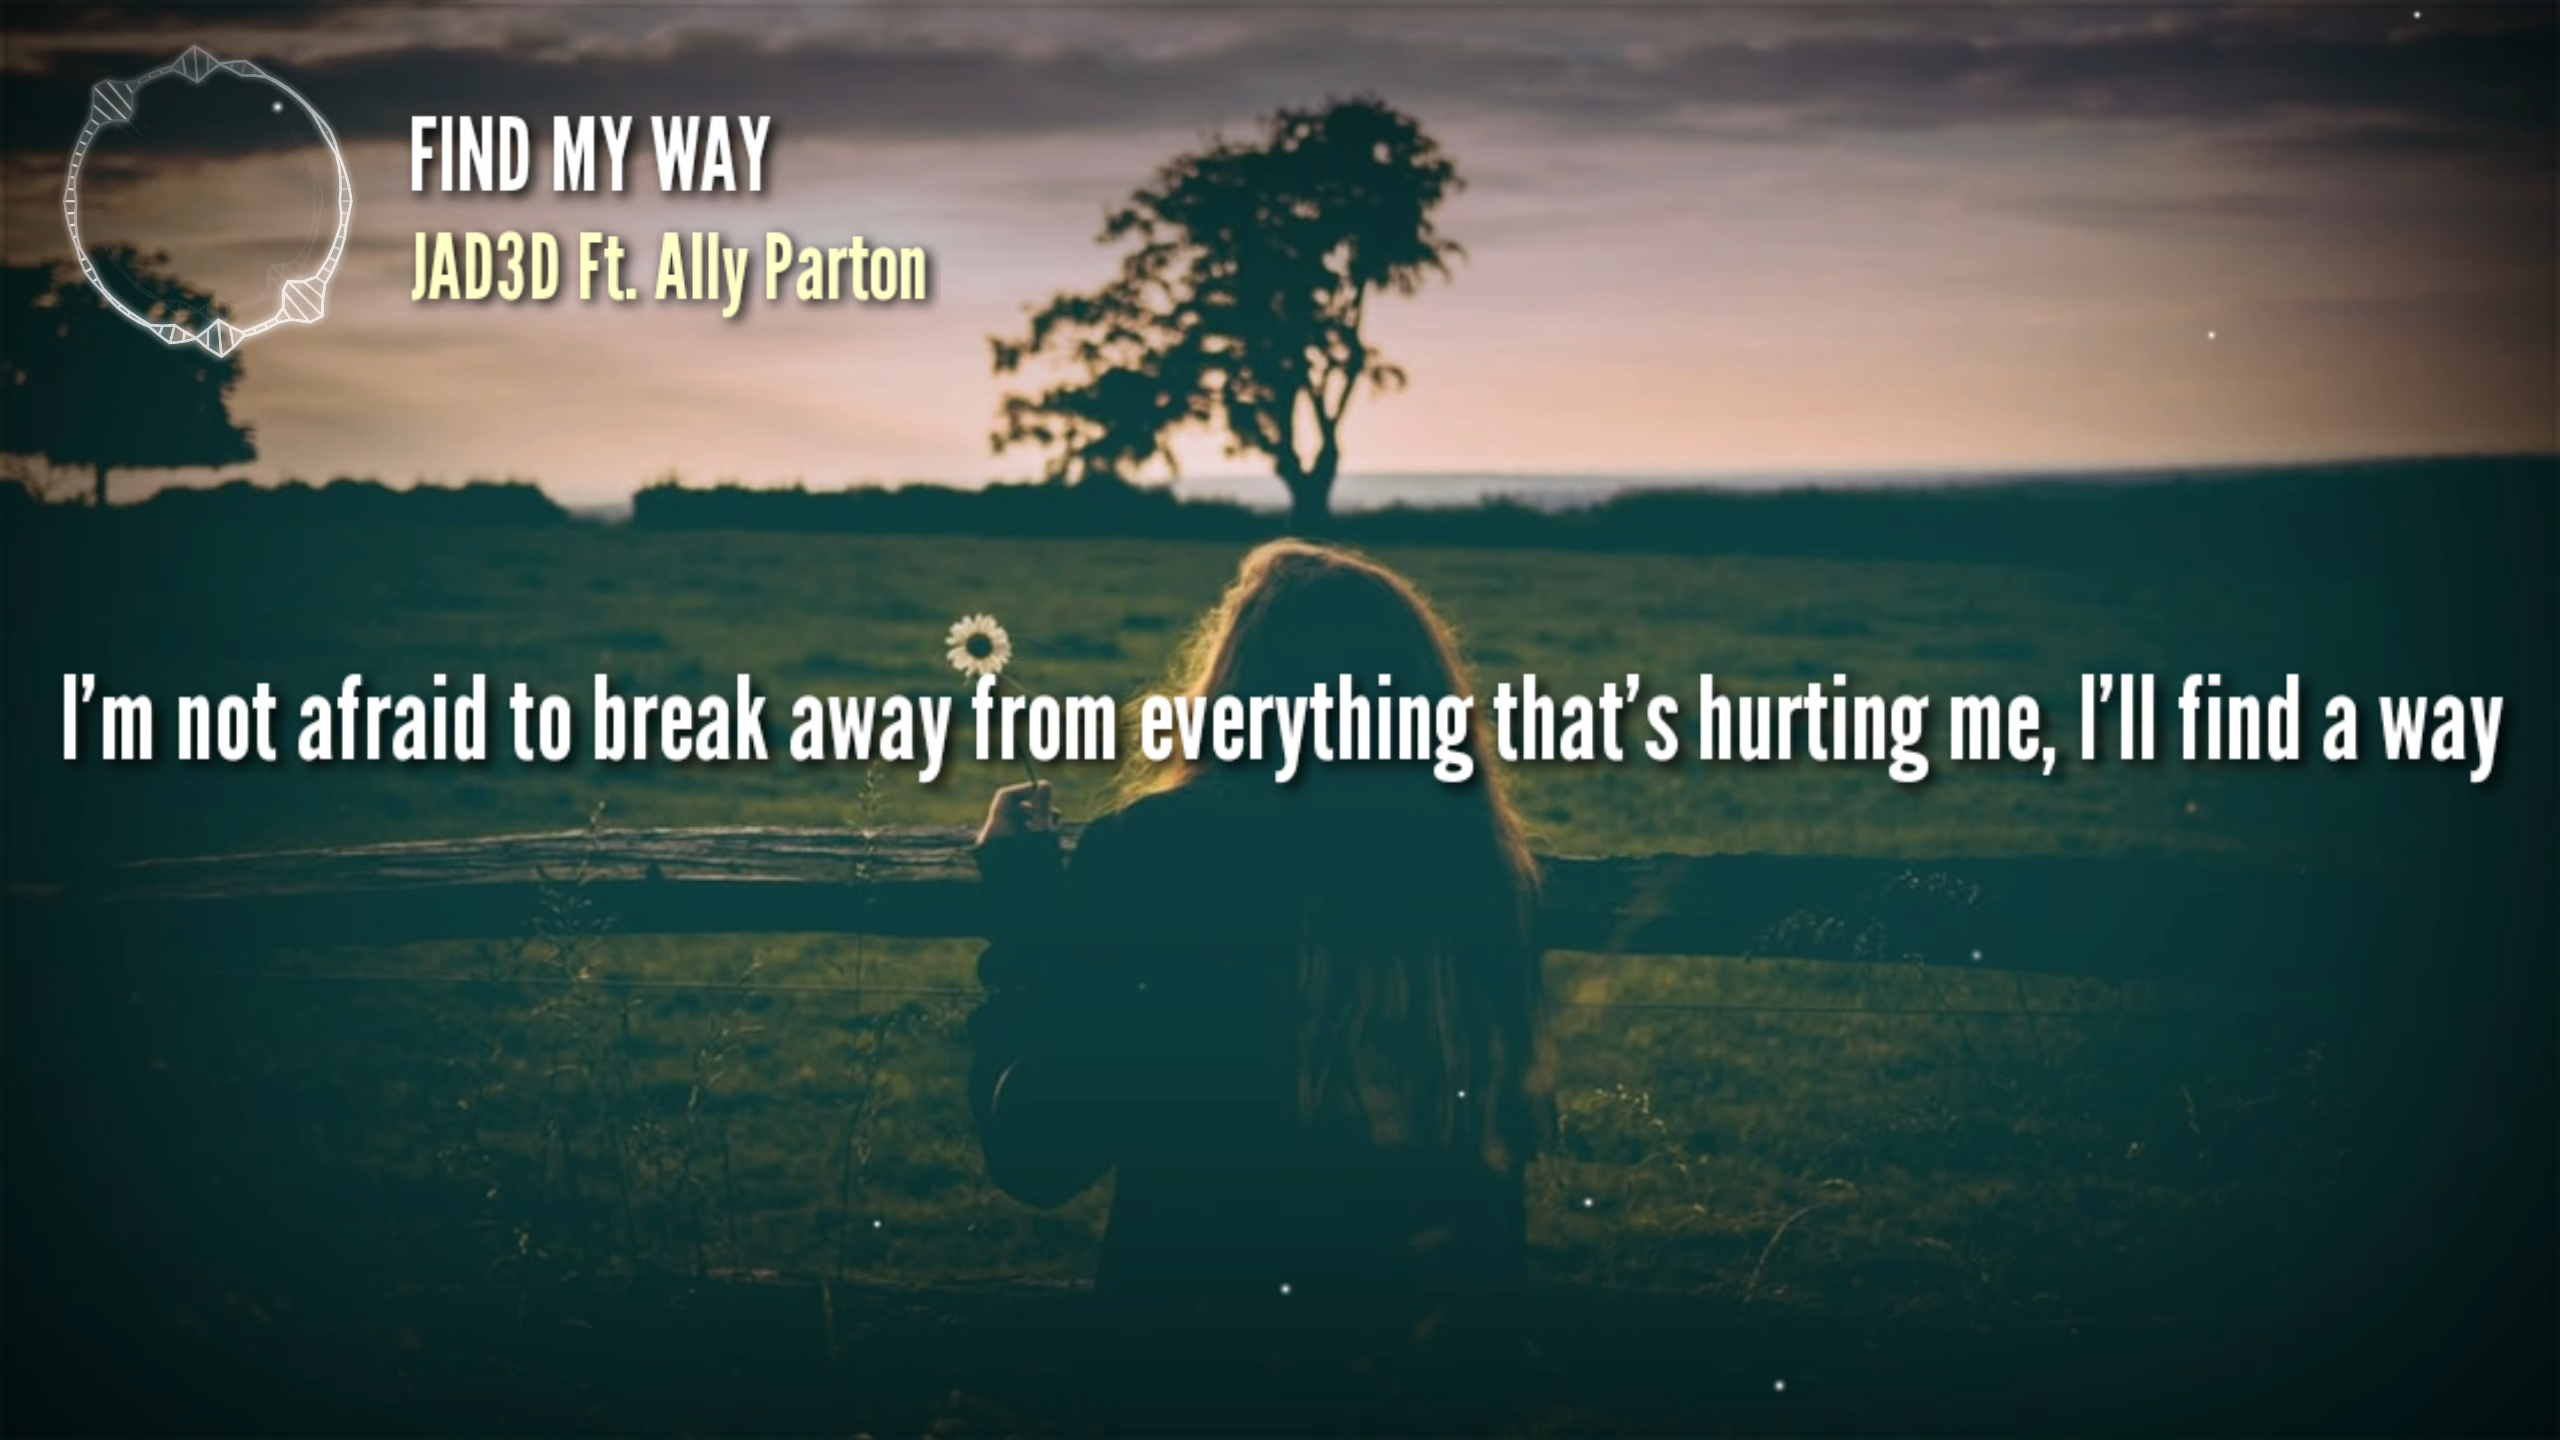 FIND MY WAY
JAD3D Ft. Ally Parton
I'm not afraid to break away from everything that's hurting me, I'll find a way